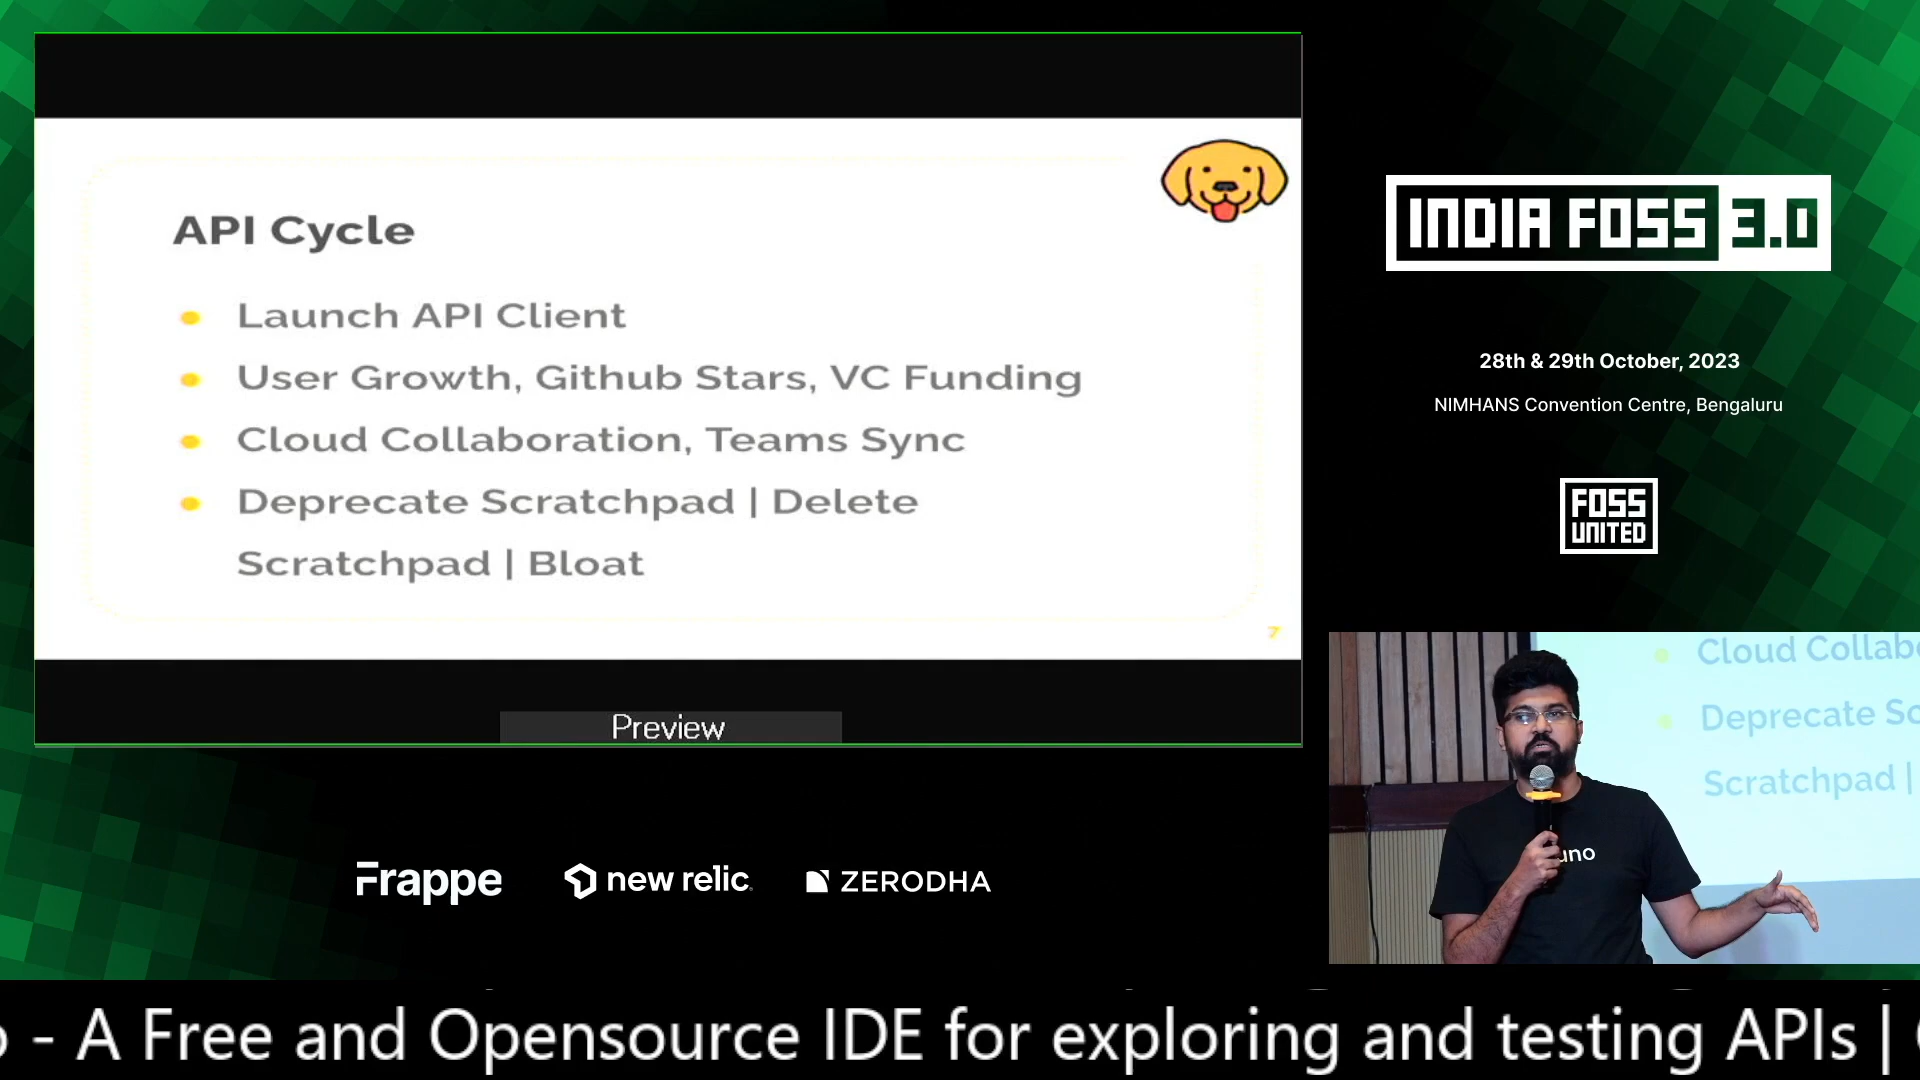 API Cycle
Launch API Client
User Growth, Github Stars, VC Funding
Cloud Collaboration, Teams Sync
Deprecate Scratchpad | Delete
Scratchpad | Bloat
7
Preview
INDIA FOSS 3.0
28th & 29th October, 2023
NIMHANS Convention Centre, Bengaluru
FOSS
UNITED
Cloud Collab
Deprecate Sc
Scratchpad |
uno
Frappe
new relic
ZERODHA
- A Free and Opensource IDE for exploring and testing APIs |